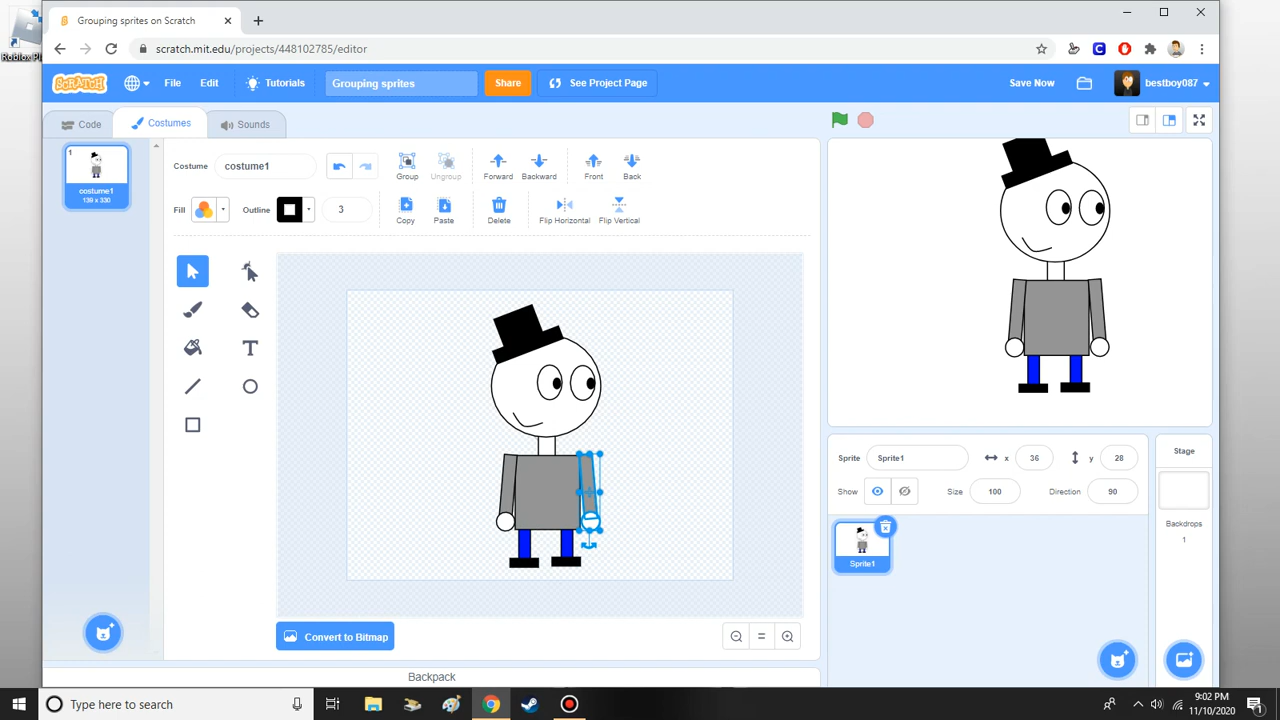 Roblox Pl
Grouping sprites on Scratch
scratch.mit.edu/projects/448102785/editor
SCRATCH
File
Edit
Tutorials
Grouping sprites
Share
See Project Page
Save Now
bestboy087
Code
Costumes
Sounds
1
costume1
139 x 330
Costume
costume1
Group
Ungroup
Forward
Backward
Front
Back
Fill
Outline
3
Copy
Paste
Delete
Flip Horizontal
Flip Vertical
Convert to Bitmap
Backpack
Sprite
Sprite1
x
36
y
28
Show
Size
100
Direction
90
Sprite1
Stage
Backdrops
1
Type here to search
9:02 PM
11/10/2020
1